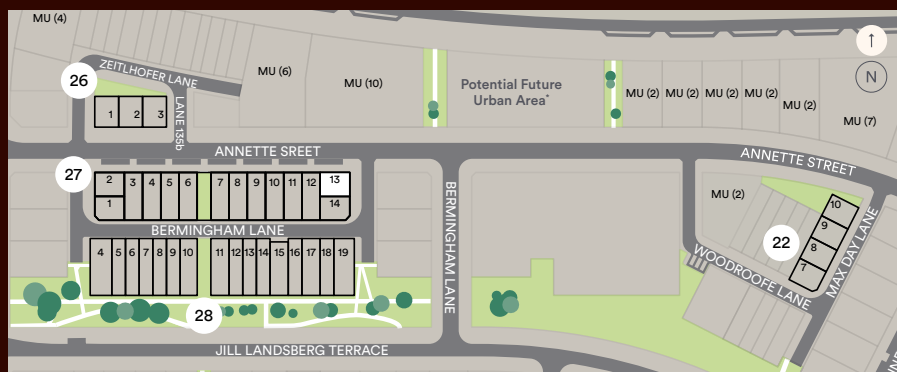 MU (4)
↑
N
26
ZEITLHOFER LANE
MU (6)
MU (10)
Potential Future
Urban Area*
MU (2)
MU (2)
MU (2)
MU (2)
MU (2)
MU (7)
1 2 3
LANE 135b
ANNETTE SREET
ANNETTE STREET
27
2 3 4 5 6 7 8 9 10 11 12 13
1 14
BERMINGHAM LANE
BERMINGHAM LANE
MU (2)
10
9
8
7
22
MAX DAY LANE
WOODROOFE LANE
4 5 6 7 8 9 10 11 12 13 14 15 16 17 18 19
28
JILL LANDSBERG TERRACE